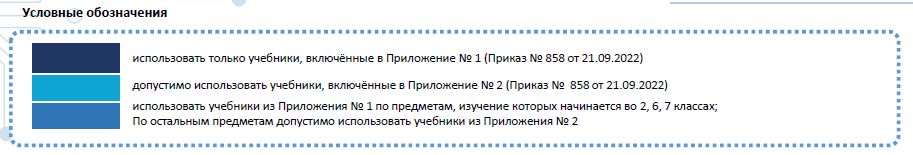 Условные обозначения
использовать только учебники, включённые в Приложение № 1 (Приказ № 858 от 21.09.2022)
допустимо использовать учебники, включённые в Приложение № 2 (Приказ № 858 от 21.09.2022)
использовать учебники из Приложения № 1 по предметам, изучение которых начинается во 2, 6, 7 классах;
По остальным предметам допустимо использовать учебники из Приложения № 2